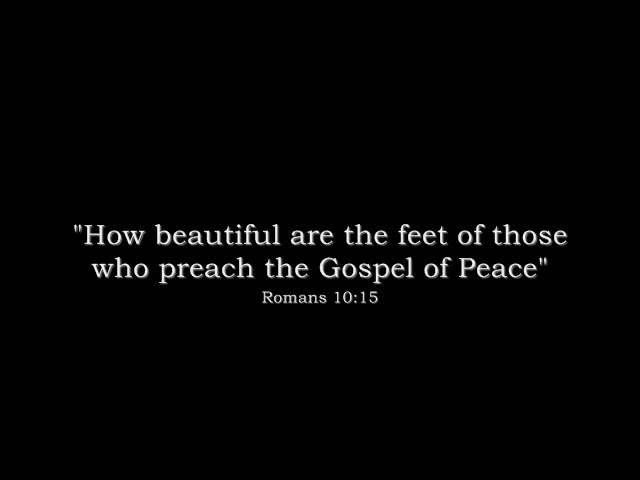 "How beautiful are the feet of those
who preach the Gospel of Peace"
Romans 10:15